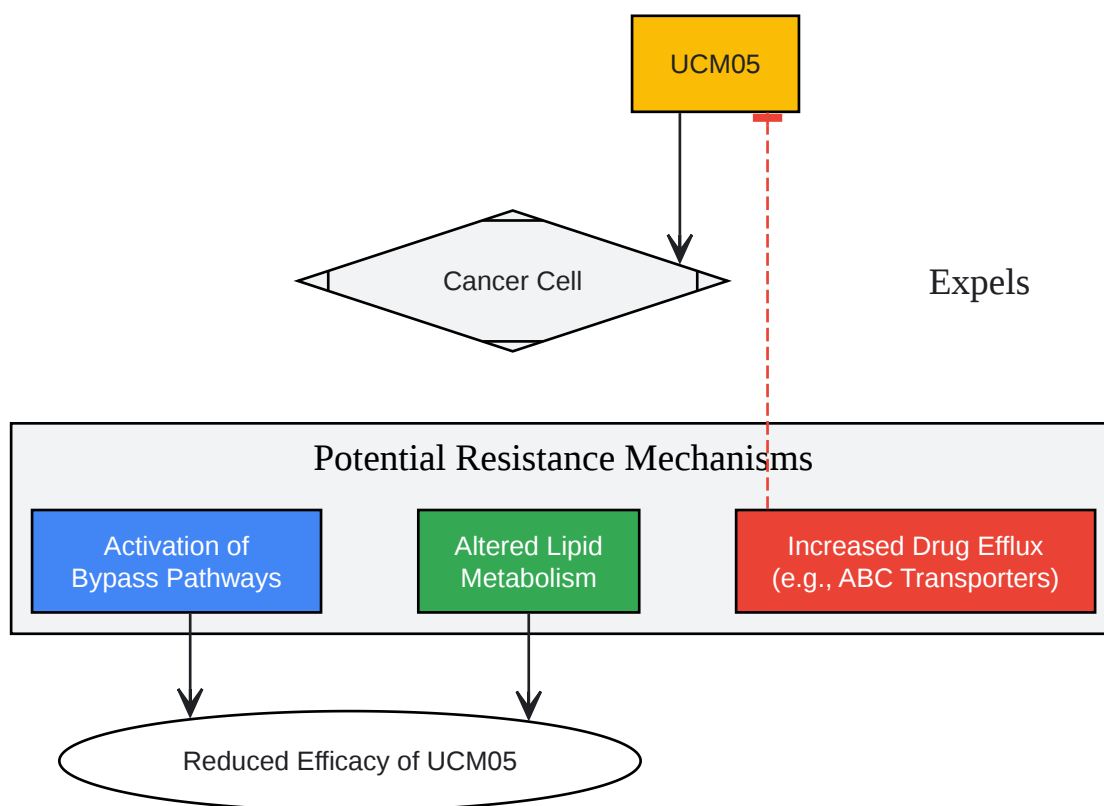 UCM05
Cancer Cell
Expels
Potential Resistance Mechanisms
Activation of
Bypass Pathways
Altered Lipid
Metabolism
Increased Drug Efflux
(e.g., ABC Transporters)
Reduced Efficacy of UCM05